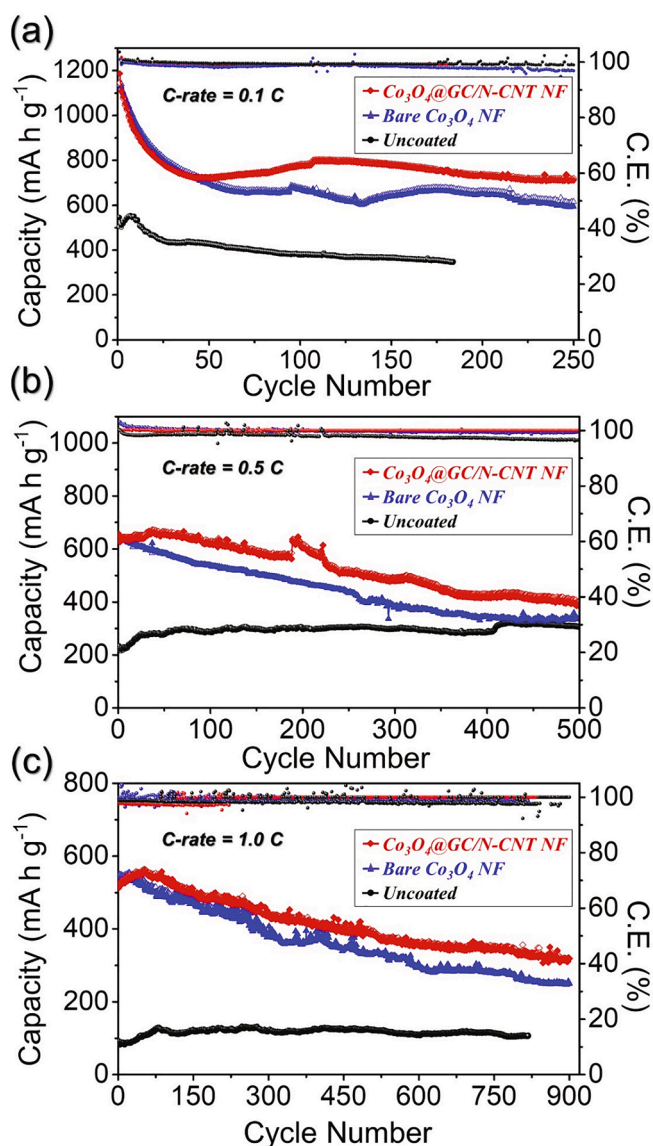 (a)
1200
1000
800
600
400
200
0
Capacity (mA h g⁻¹)
C-rate = 0.1 C
Co₃O₄@GC/N-CNT NF
Bare Co₃O₄ NF
Uncoated
100
80
60
40
20
0
C.E. (%)
0 50 100 150 200 250
Cycle Number
(b)
1000
800
600
400
200
0
Capacity (mA h g⁻¹)
C-rate = 0.5 C
Co₃O₄@GC/N-CNT NF
Bare Co₃O₄ NF
Uncoated
100
80
60
40
20
0
C.E. (%)
0 100 200 300 400 500
Cycle Number
(c)
800
600
500
400
200
0
Capacity (mA h g⁻¹)
C-rate = 1.0 C
Co₃O₄@GC/N-CNT NF
Bare Co₃O₄ NF
Uncoated
100
80
60
40
20
0
C.E. (%)
0 150 300 450 600 750 900
Cycle Number